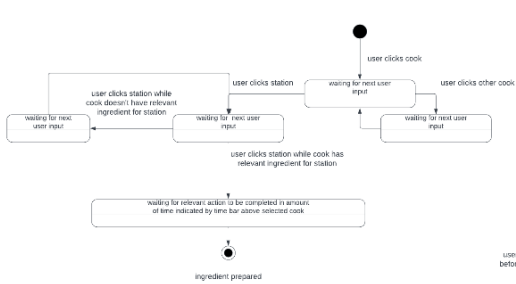 user clicks cook
waiting for next user
input
user clicks station
user clicks other cook
user clicks station while
cook doesn't have relevant
ingredient for station
waiting for next
user input
waiting for next user
input
waiting for next user
input
user clicks station while cook has
relevant ingredient for station
waiting for relevant action to be completed in amount
of time indicated by time bar above selected cook
ingredient prepared